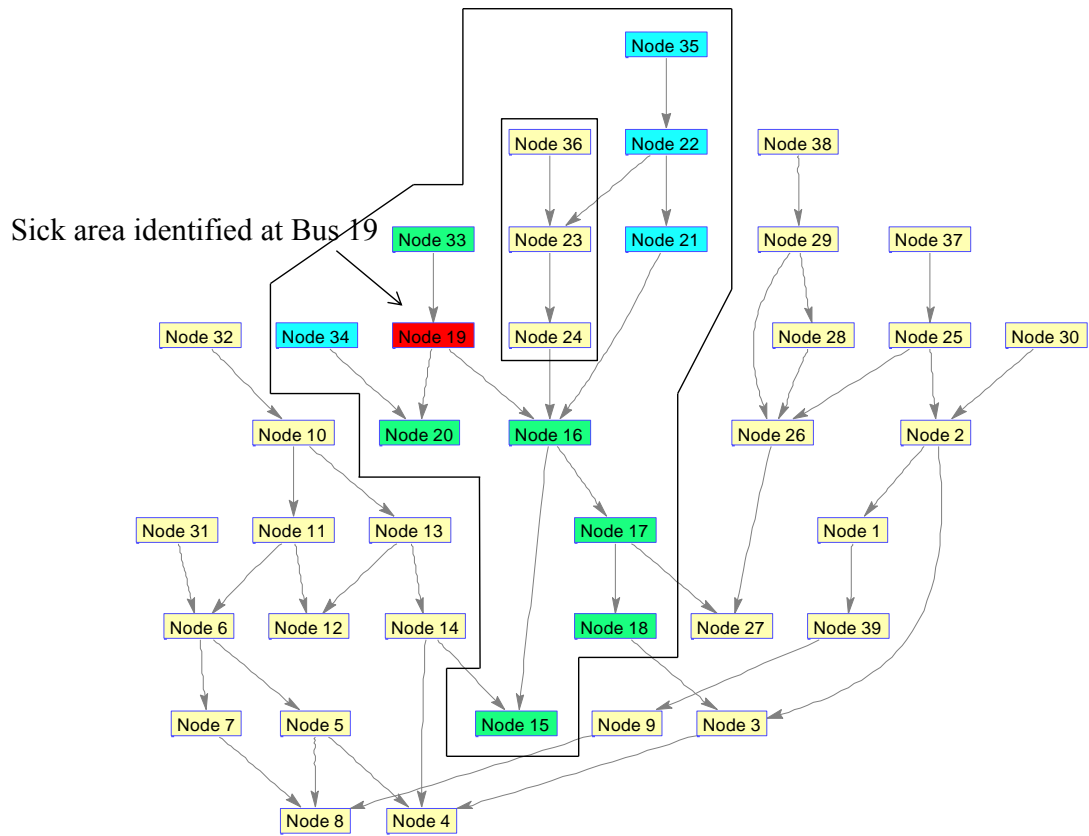 Node 35
Node 36
Node 22
Node 38
Sick area identified at Bus 19
Node 33
Node 23
Node 21
Node 29
Node 37
Node 32
Node 34
Node 19
Node 24
Node 28
Node 25
Node 30
Node 10
Node 20
Node 16
Node 26
Node 2
Node 31
Node 11
Node 13
Node 17
Node 1
Node 6
Node 12
Node 14
Node 18
Node 27
Node 39
Node 7
Node 5
Node 15
Node 9
Node 3
Node 8
Node 4